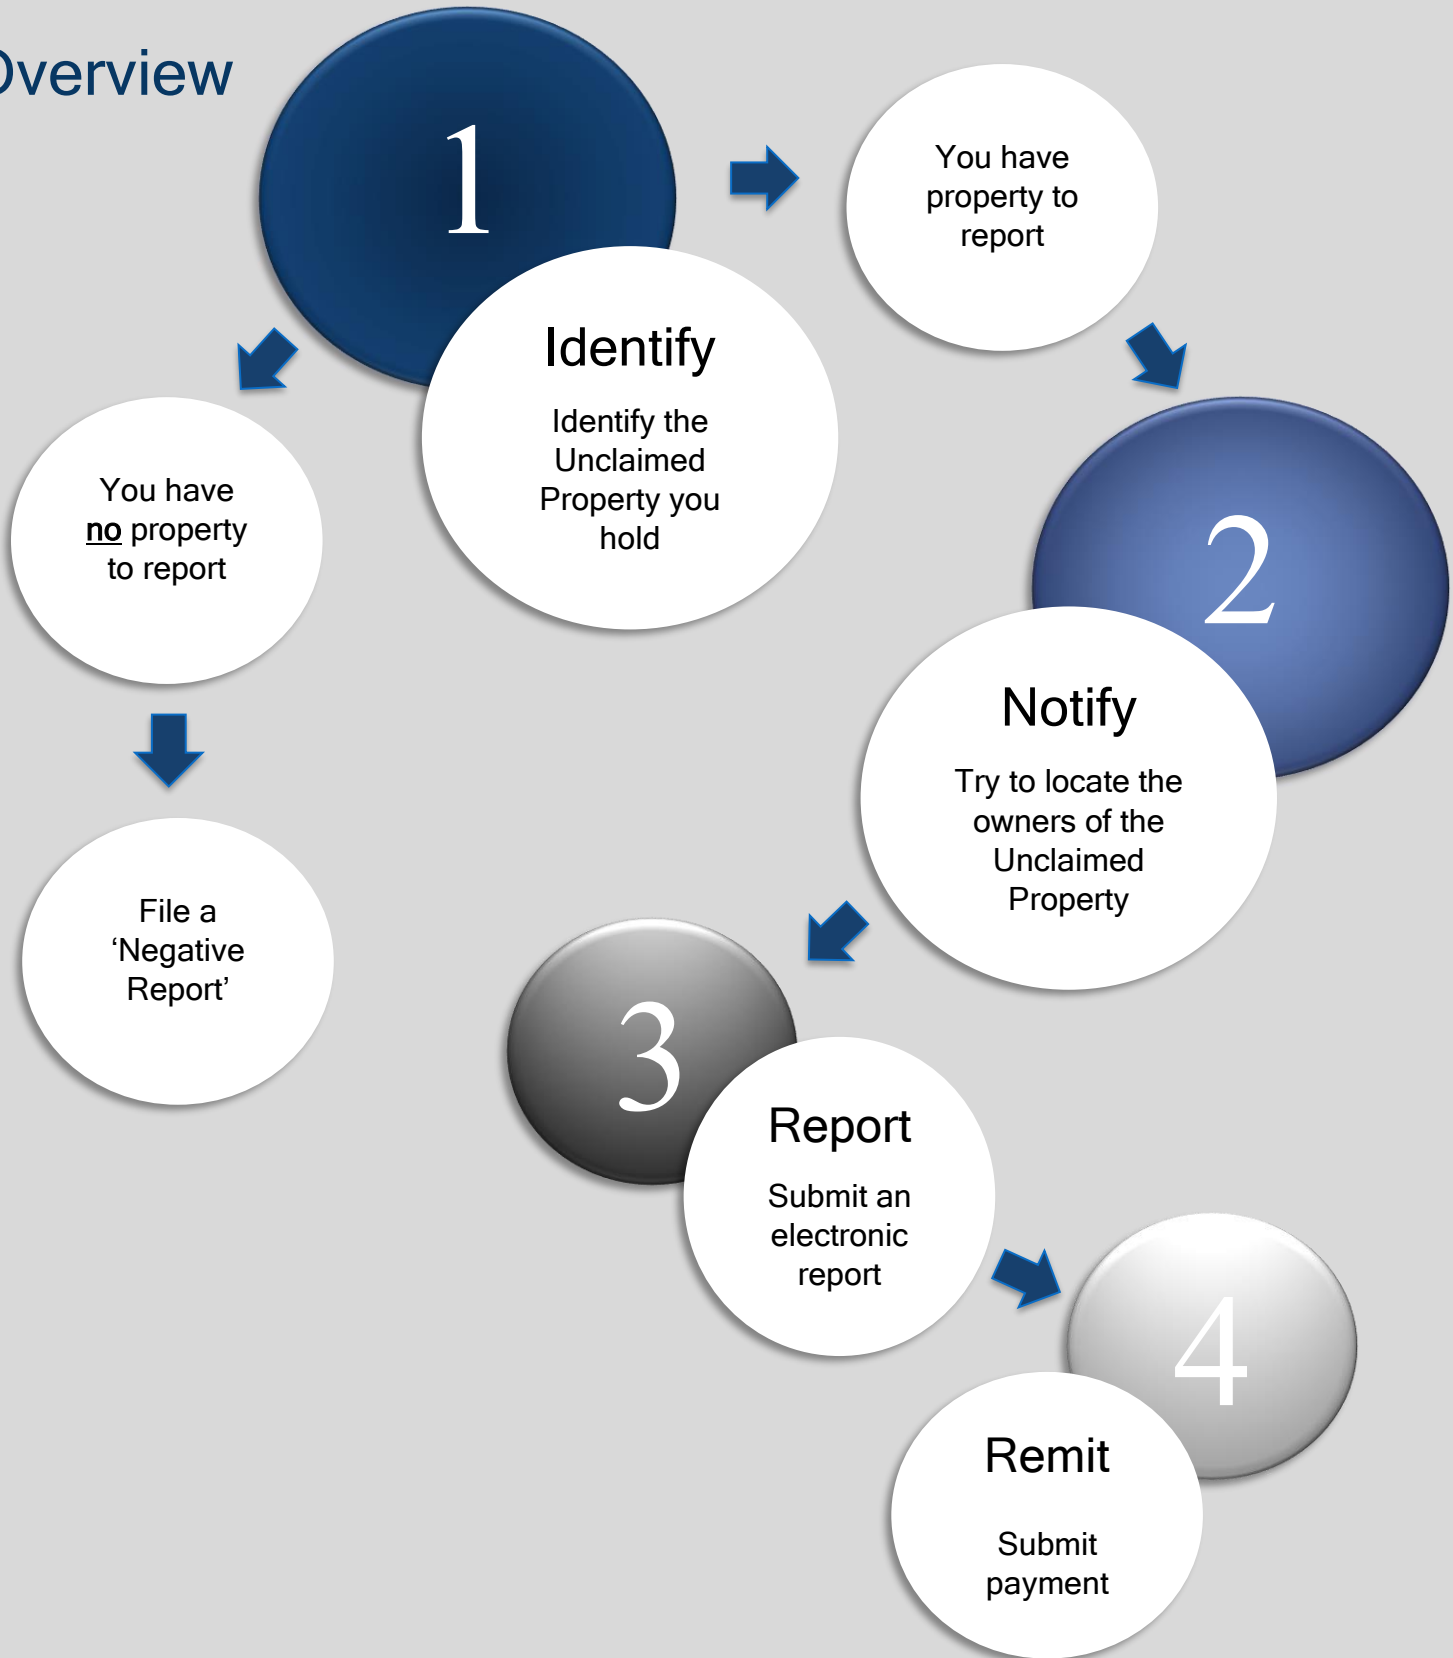 Overview
1
Identify
Identify the
Unclaimed
Property you
hold
You have
property to
report
You have
no property
to report
File a
‘Negative
Report’
2
Notify
Try to locate the
owners of the
Unclaimed
Property
3
Report
Submit an
electronic
report
4
Remit
Submit
payment